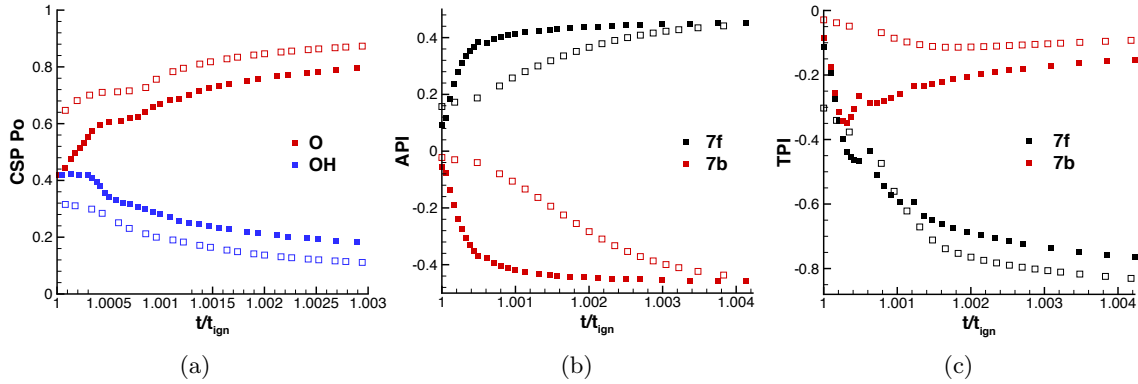 CSP Po
1
0.8
0.6
0.4
0.2
0
O
OH
1 1.0005 1.001 1.0015 1.002 1.0025 1.003
t/t_ign
(a)
API
0.4
0.2
0
-0.2
-0.4
7f
7b
1 1.001 1.002 1.003 1.004
t/t_ign
(b)
TPI
0
-0.2
-0.4
-0.6
-0.8
7f
7b
1 1.001 1.002 1.003 1.004
t/t_ign
(c)